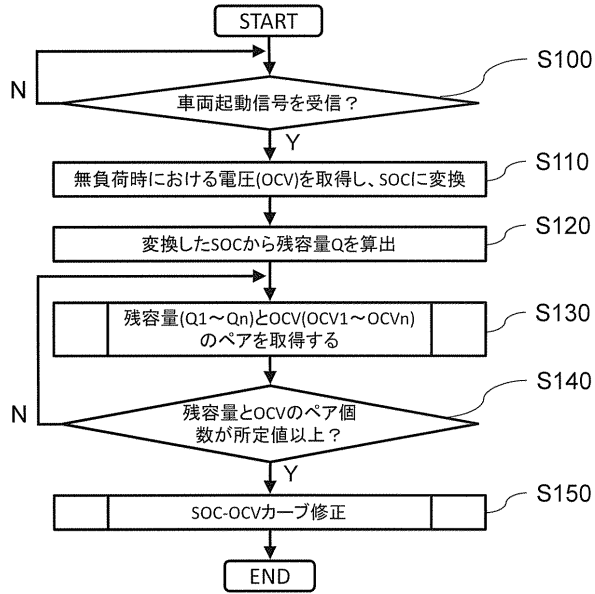 START
S100
N
車両起動信号を受信？
Y
S110
無負荷時における電圧(OCV)を取得し、SOCに変換
S120
変換したSOCから残容量Qを算出
S130
残容量(Q1～Qn)とOCV(OCV1～OCVn)
のペアを取得する
S140
N
残容量とOCVのペア個
数が所定値以上？
Y
S150
SOC-OCVカーブ修正
END